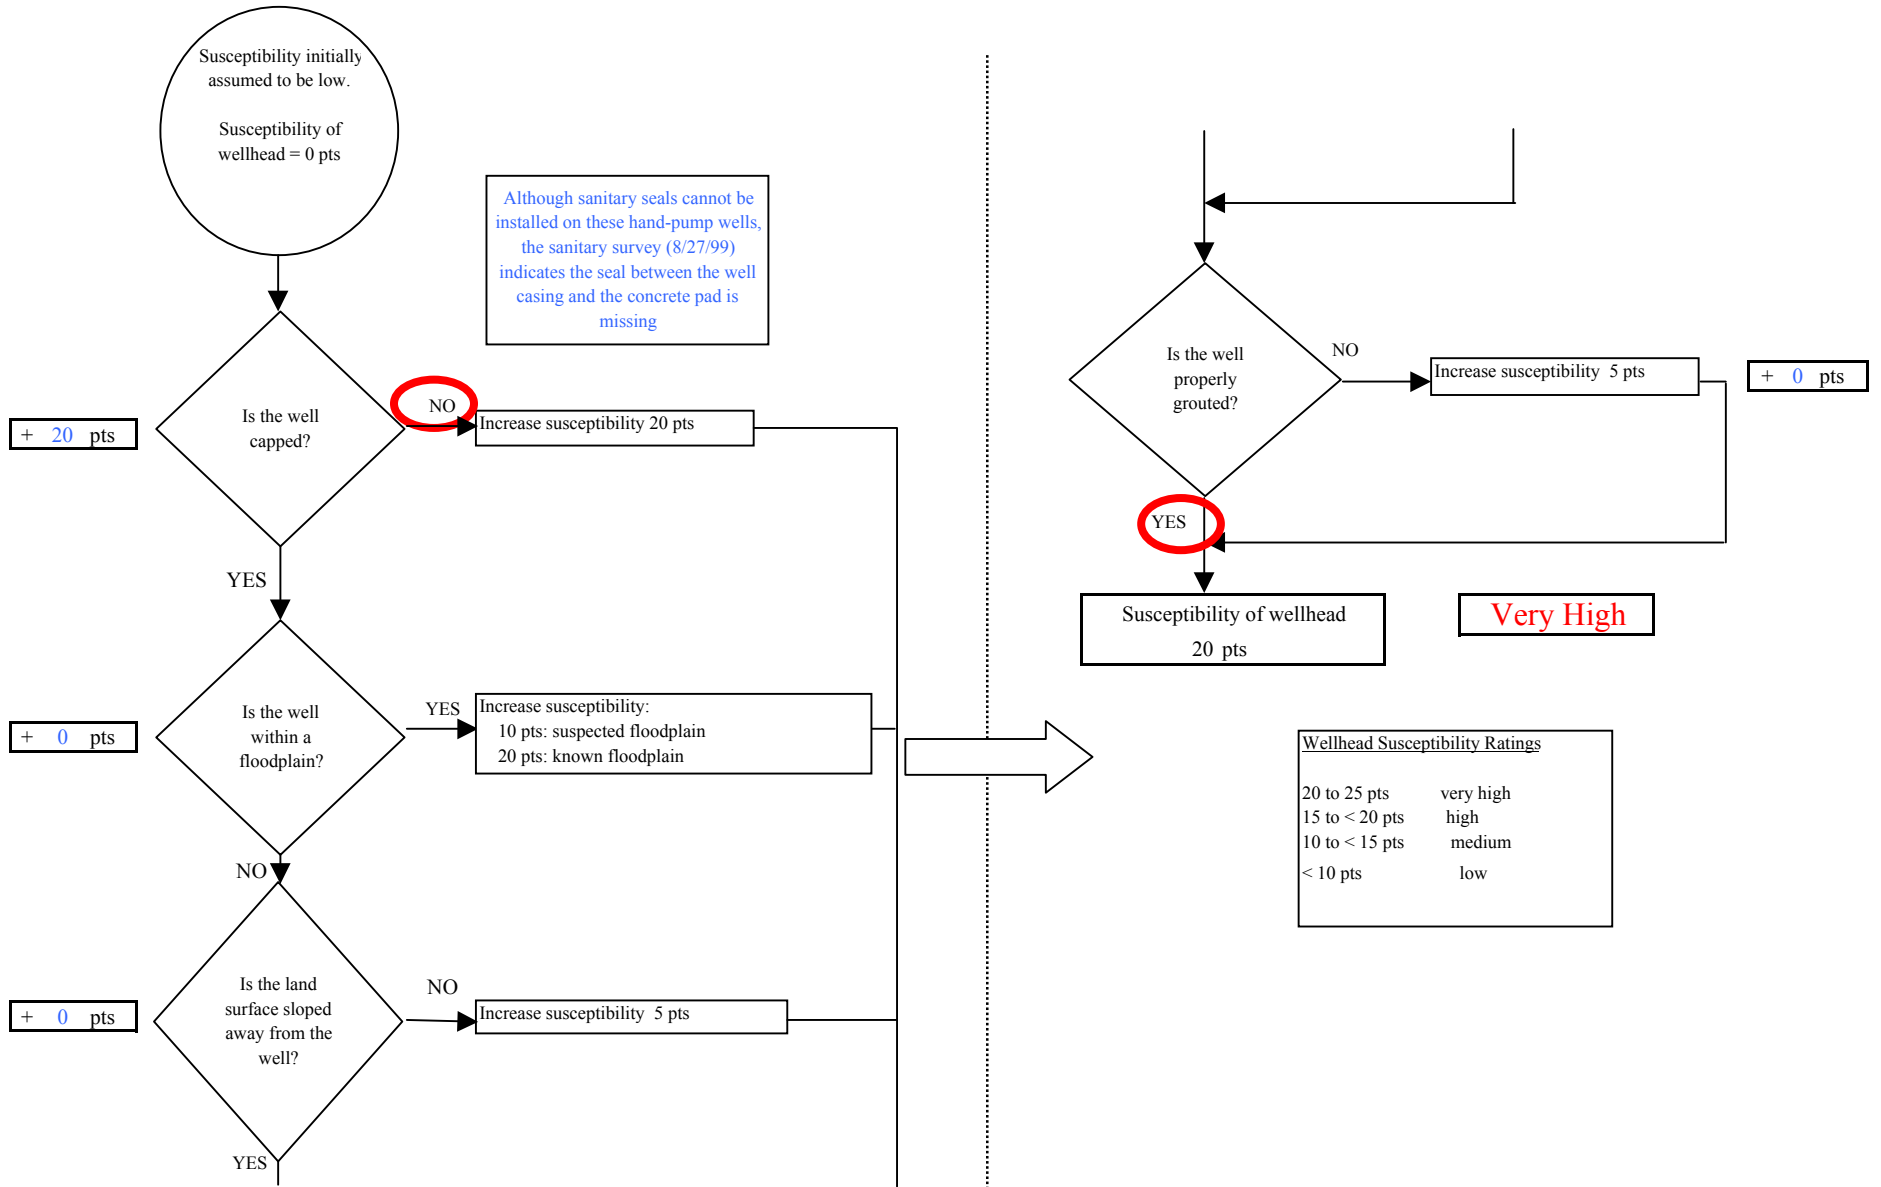 Susceptibility initially
assumed to be low.
Susceptibility of
wellhead = 0 pts
Although sanitary seals cannot be
installed on these hand-pump wells,
the sanitary survey (8/27/99)
indicates the seal between the well
casing and the concrete pad is
missing
+ 20 pts
Is the well
capped?
NO
Increase susceptibility 20 pts
YES
+ 0 pts
Is the well
within a
floodplain?
YES
Increase susceptibility:
10 pts: suspected floodplain
20 pts: known floodplain
NO
+ 0 pts
Is the land
surface sloped
away from the
well?
NO
Increase susceptibility 5 pts
YES
Is the well
properly
grouted?
NO
Increase susceptibility 5 pts
+ 0 pts
YES
Susceptibility of wellhead
20 pts
Very High
Wellhead Susceptibility Ratings
20 to 25 pts very high
15 to < 20 pts high
10 to < 15 pts medium
< 10 pts low